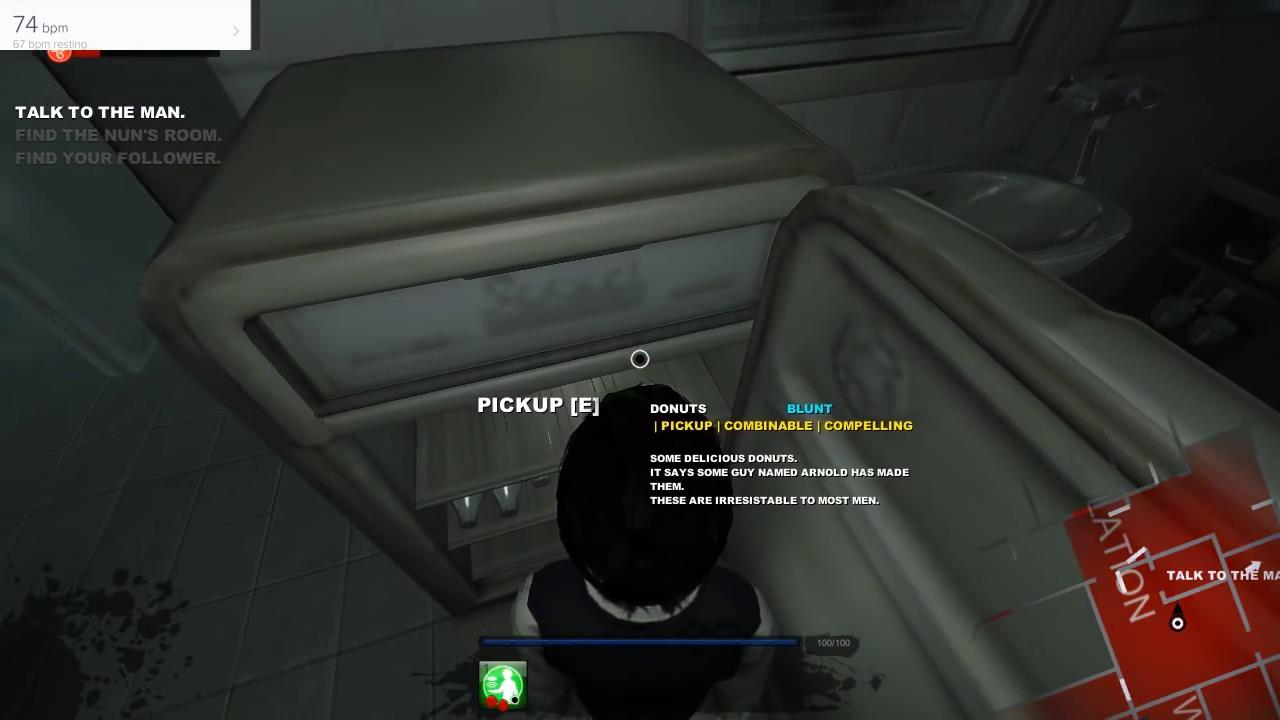 74 bpm
67 bpm resting
TALK TO THE MAN.
FIND THE NUN'S ROOM.
FIND YOUR FOLLOWER.
PICKUP [E]
DONUTS BLUNT
| PICKUP | COMBINABLE | COMPELLING
SOME DELICIOUS DONUTS.
IT SAYS SOME GUY NAMED ARNOLD HAS MADE
THEM.
THESE ARE IRRESISTABLE TO MOST MEN.
TALK TO THE MA
ATION
100/100